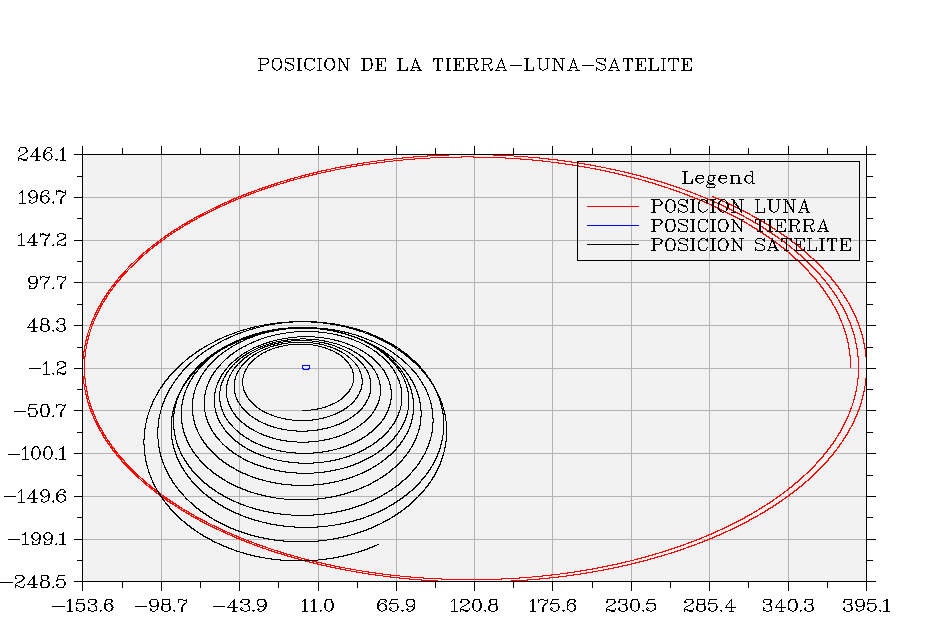 POSICION DE LA TIERRA-LUNA-SATELITE
246.1
Legend
196.7
POSICION LUNA
POSICION TIERRA
147.2
POSICION SATELITE
97.7
48.3
-1.2
-50.7
-100.1
-149.6
-199.1
-248.5
-153.6 -98.7 -43.9 11.0 65.9 120.8 175.6 230.5 285.4 340.3 395.1